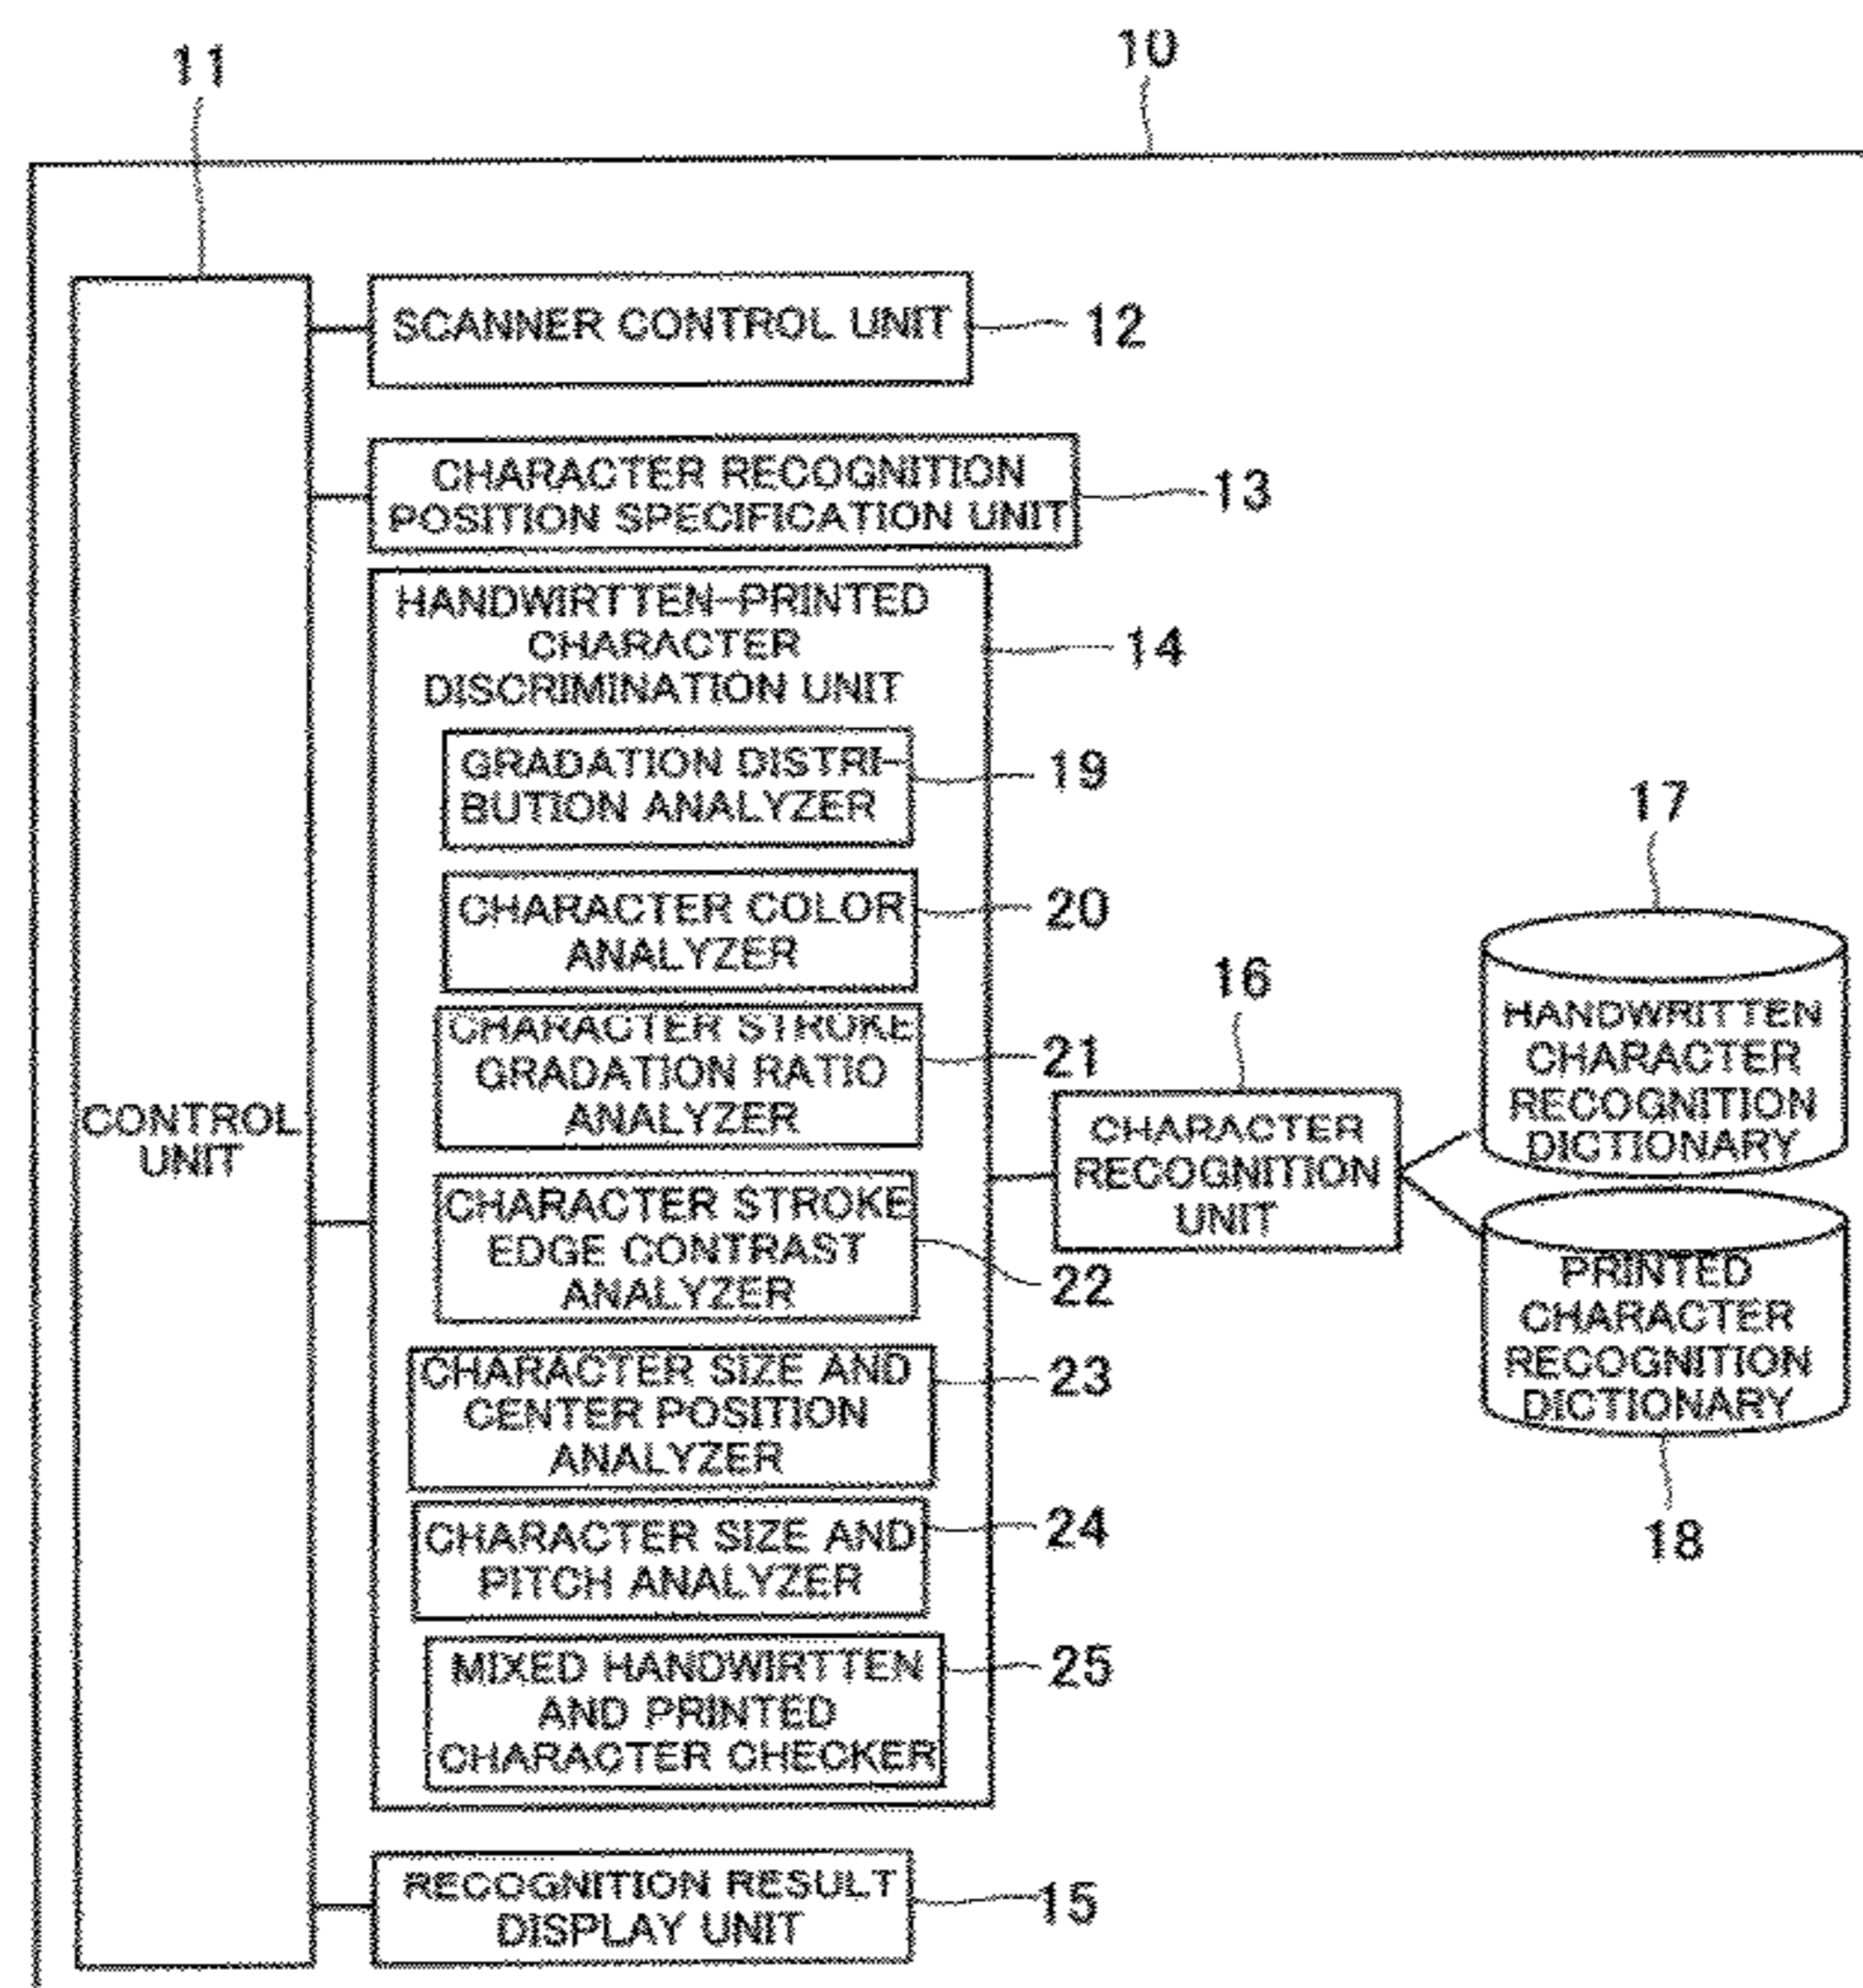 10
11
SCANNER CONTROL UNIT
12
CHARACTER RECOGNITION
POSITION SPECIFICATION UNIT
13
HANDWIRTTEN-PRINTED
CHARACTER
DISCRIMINATION UNIT
14
GRADATION DISTRI-
BUTION ANALYZER
19
CHARACTER COLOR
ANALYZER
20
CHARACTER STROKE
GRADATION RATIO
ANALYZER
21
CONTROL
UNIT
CHARACTER STROKE
EDGE CONTRAST
ANALYZER
22
CHARACTER SIZE AND
CENTER POSITION
ANALYZER
23
CHARACTER SIZE AND
PITCH ANALYZER
24
MIXED HANDWIRTTEN
AND PRINTED
CHARACTER CHECKER
25
RECOGNITION RESULT
DISPLAY UNIT
15
16
CHARACTER
RECOGNITION
UNIT
17
HANDWRITTEN
CHARACTER
RECOGNITION
DICTIONARY
PRINTED
CHARACTER
RECOGNITION
DICTIONARY
18